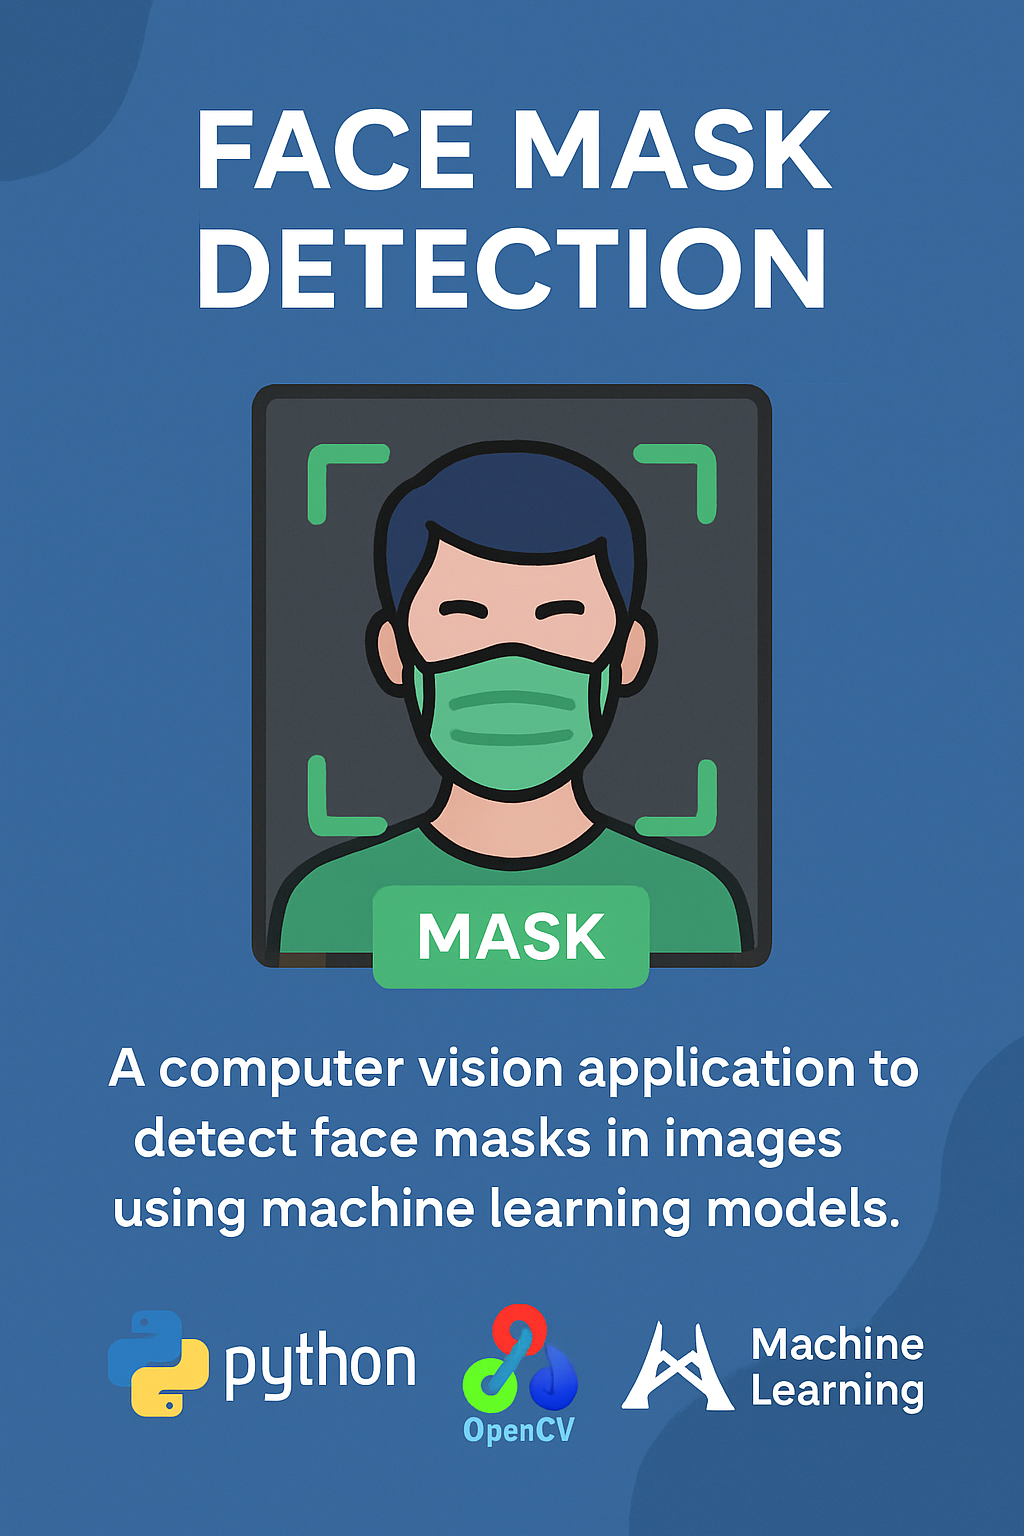 FACE MASK
DETECTION
MASK
A computer vision application to
detect face masks in images
using machine learning models.
python
OpenCV
Machine
Learning